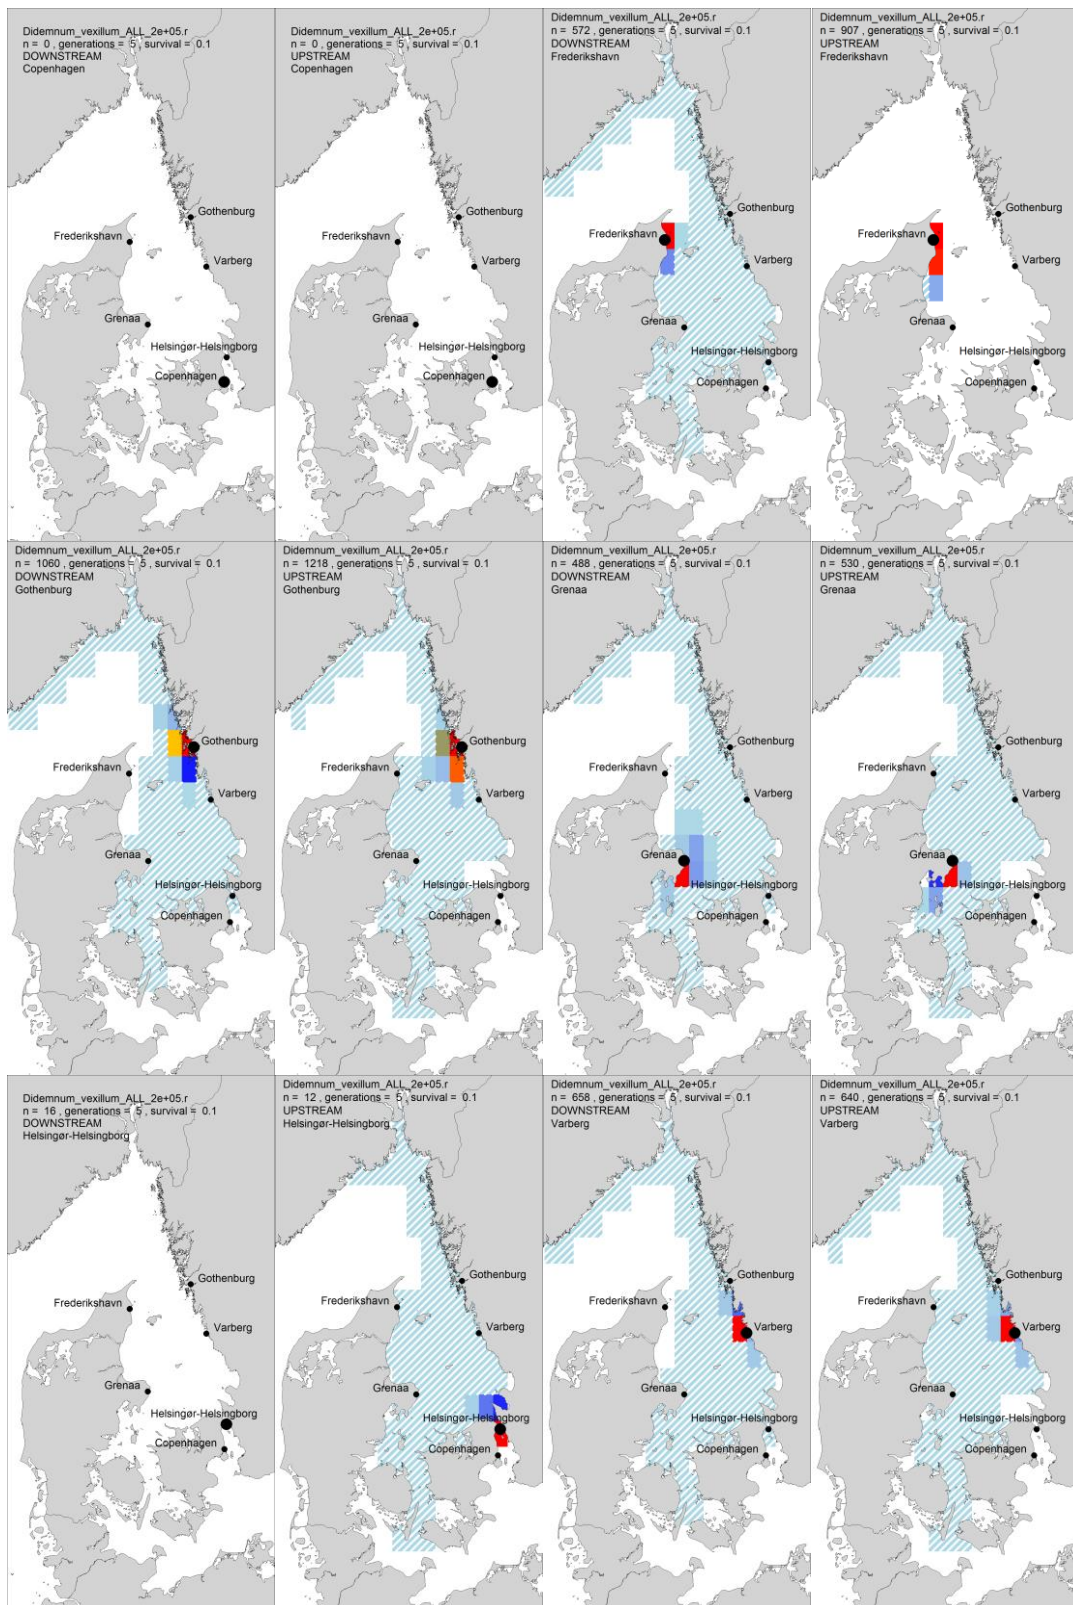 Didemnum_vexillum_ALL_2e+05.r
n = 0 , generations = 5 , survival = 0.1
DOWNSTREAM
Copenhagen
Gothenburg
Frederikshavn
Varberg
Grenaa
Helsingør-Helsingborg
Copenhagen
Didemnum_vexillum_ALL_2e+05.r
n = 0 , generations = 5 , survival = 0.1
UPSTREAM
Copenhagen
Gothenburg
Frederikshavn
Varberg
Grenaa
Helsingør-Helsingborg
Copenhagen
Didemnum_vexillum_ALL_2e+05.r
n = 572 , generations = 5 , survival = 0.1
DOWNSTREAM
Frederikshavn
Gothenburg
Frederikshavn
Varberg
Grenaa
Helsingør-Helsingborg
Copenhagen
Didemnum_vexillum_ALL_2e+05.r
n = 907 , generations = 5 , survival = 0.1
UPSTREAM
Frederikshavn
Gothenburg
Frederikshavn
Varberg
Grenaa
Helsingør-Helsingborg
Copenhagen
Didemnum_vexillum_ALL_2e+05.r
n = 1060 , generations = 5 , survival = 0.1
DOWNSTREAM
Gothenburg
Gothenburg
Frederikshavn
Varberg
Grenaa
Helsingør-Helsingborg
Copenhagen
Didemnum_vexillum_ALL_2e+05.r
n = 1218 , generations = 5 , survival = 0.1
UPSTREAM
Gothenburg
Gothenburg
Frederikshavn
Varberg
Grenaa
Helsingør-Helsingborg
Copenhagen
Didemnum_vexillum_ALL_2e+05.r
n = 488 , generations = 5 , survival = 0.1
DOWNSTREAM
Grenaa
Gothenburg
Frederikshavn
Varberg
Grenaa
Helsingør-Helsingborg
Copenhagen
Didemnum_vexillum_ALL_2e+05.r
n = 530 , generations = 5 , survival = 0.1
UPSTREAM
Grenaa
Gothenburg
Frederikshavn
Varberg
Grenaa
Helsingør-Helsingborg
Copenhagen
Didemnum_vexillum_ALL_2e+05.r
n = 16 , generations = 5 , survival = 0.1
DOWNSTREAM
Helsingør-Helsingborg
Gothenburg
Frederikshavn
Varberg
Grenaa
Helsingør-Helsingborg
Copenhagen
Didemnum_vexillum_ALL_2e+05.r
n = 12 , generations = 5 , survival = 0.1
UPSTREAM
Helsingør-Helsingborg
Gothenburg
Frederikshavn
Varberg
Grenaa
Helsingør-Helsingborg
Copenhagen
Didemnum_vexillum_ALL_2e+05.r
n = 658 , generations = 5 , survival = 0.1
DOWNSTREAM
Varberg
Gothenburg
Frederikshavn
Varberg
Grenaa
Helsingør-Helsingborg
Copenhagen
Didemnum_vexillum_ALL_2e+05.r
n = 640 , generations = 5 , survival = 0.1
UPSTREAM
Varberg
Gothenburg
Frederikshavn
Varberg
Grenaa
Helsingør-Helsingborg
Copenhagen